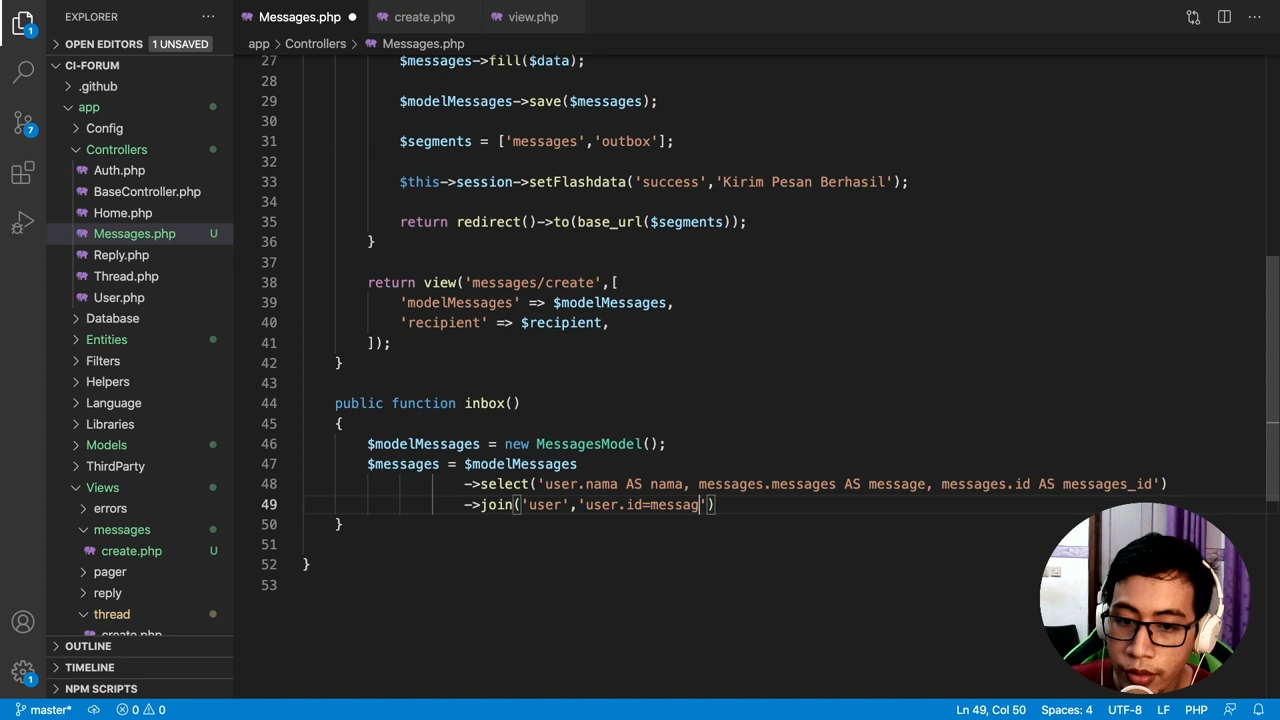 EXPLORER
Messages.php
create.php
view.php
OPEN EDITORS 1 UNSAVED
app > Controllers > Messages.php
CI-FORUM
.github
app
Config
Controllers
Auth.php
BaseController.php
Home.php
Messages.php U
Reply.php
Thread.php
User.php
Database
Entities
Filters
Helpers
Language
Libraries
Models
ThirdParty
Views
errors
messages
create.php U
pager
reply
thread
create.php
OUTLINE
TIMELINE
NPM SCRIPTS
1
7
1
27 $messages->fill($data);
28
29 $modelMessages->save($messages);
30
31 $segments = ['messages','outbox'];
32
33 $this->session->setFlashdata('success','Kirim Pesan Berhasil');
34
35 return redirect()->to(base_url($segments));
36 }
37
38 return view('messages/create',[
39 'modelMessages' => $modelMessages,
40 'recipient' => $recipient,
41 ]);
42 }
43
44 public function inbox()
45 {
46 $modelMessages = new MessagesModel();
47 $messages = $modelMessages
48 ->select('user.nama AS nama, messages.messages AS message, messages.id AS messages_id')
49 ->join('user','user.id=messag')
50 }
51
52 }
53
master* 0 0 Ln 49, Col 50 Spaces: 4 UTF-8 LF PHP